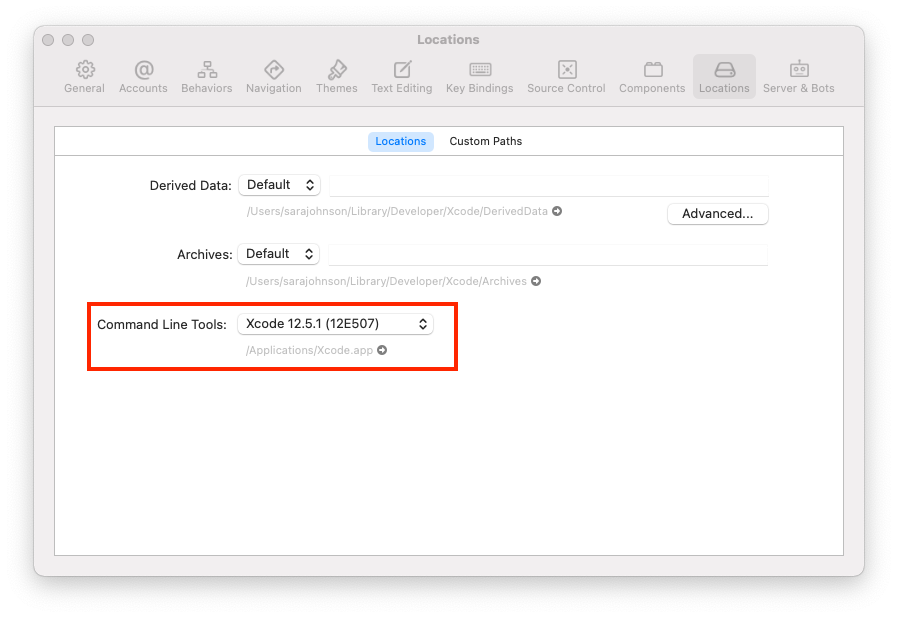 Locations
General Accounts Behaviors Navigation Themes Text Editing Key Bindings Source Control Components Locations Server & Bots
Locations Custom Paths
Derived Data: Default
/Users/sarajohnson/Library/Developer/Xcode/DerivedData
Advanced...
Archives: Default
/Users/sarajohnson/Library/Developer/Xcode/Archives
Command Line Tools: Xcode 12.5.1 (12E507)
/Applications/Xcode.app